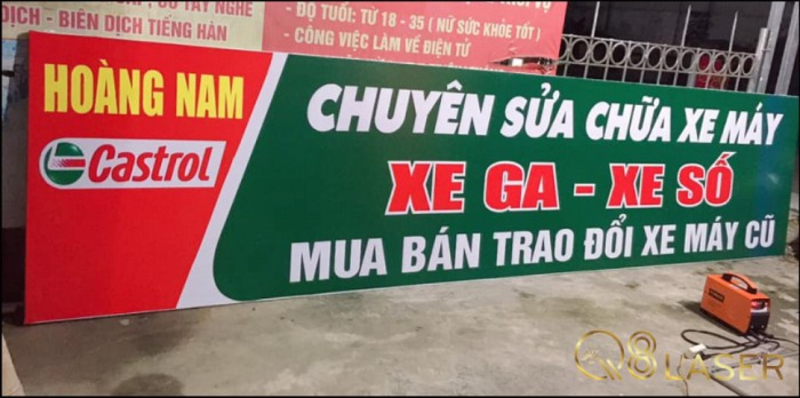 DỊCH - BIÊN DỊCH TIẾNG HÀN
- ĐỘ TUỔI: TỪ 18 - 35 ( NỮ SỨC KHỎE TỐT )
- CÔNG VIỆC LÀM VỀ ĐIỆN TỬ
HOÀNG NAM
Castrol
CHUYÊN SỬA CHỮA XE MÁY
XE GA - XE SỐ
MUA BÁN TRAO ĐỔI XE MÁY CŨ
Q8 LASER